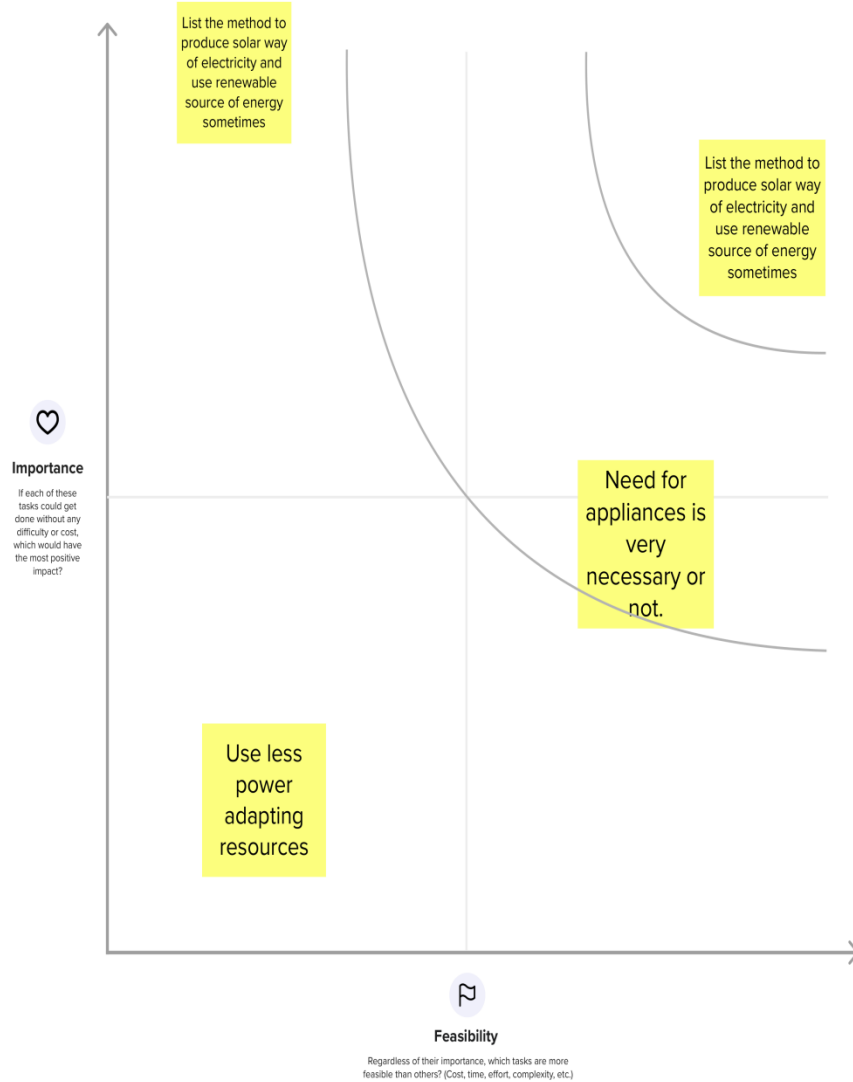 List the method to
produce solar way
of electricity and
use renewable
source of energy
sometimes
List the method to
produce solar way
of electricity and
use renewable
source of energy
sometimes
Importance
If each of these
tasks could get
done without any
difficulty or cost,
which would have
the most positive
impact?
Need for
appliances is
very
necessary or
not.
Use less
power
adapting
resources
Feasibility
Regardless of their importance, which tasks are more
feasible than others? (Cost, time, effort, complexity, etc.)